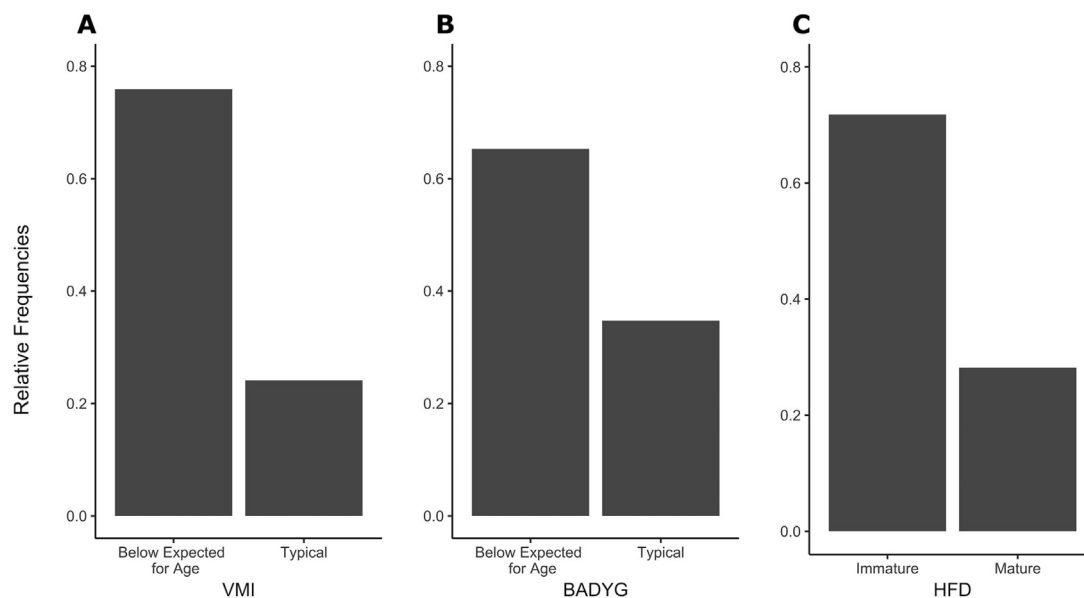 A
B
C
Relative Frequencies
0.8
0.6
0.4
0.2
0.0
Below Expected
for Age
Typical
VMI
0.8
0.6
0.4
0.2
0.0
Below Expected
for Age
Typical
BADYG
0.8
0.6
0.4
0.2
0.0
Immature
Mature
HFD